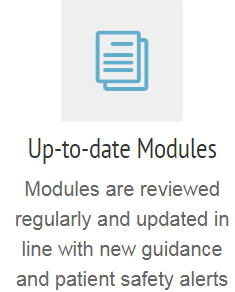 Up-to-date Modules
Modules are reviewed
regularly and updated in
line with new guidance
and patient safety alerts